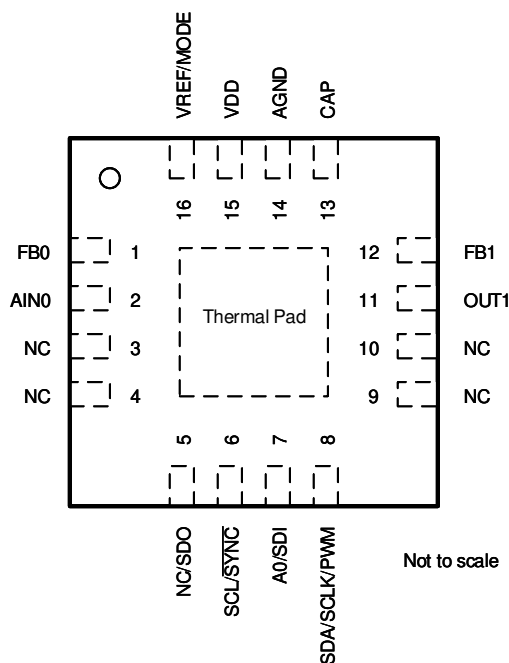 VREF/MODE
VDD
AGND
CAP
16
15
14
13
FB0 1
12 FB1
AIN0 2
Thermal Pad
11 OUT1
NC 3
10 NC
NC 4
9 NC
5
6
7
8
NC/SDO
SCL/SYNC
A0/SDI
SDA/SCLK/PWM
Not to scale